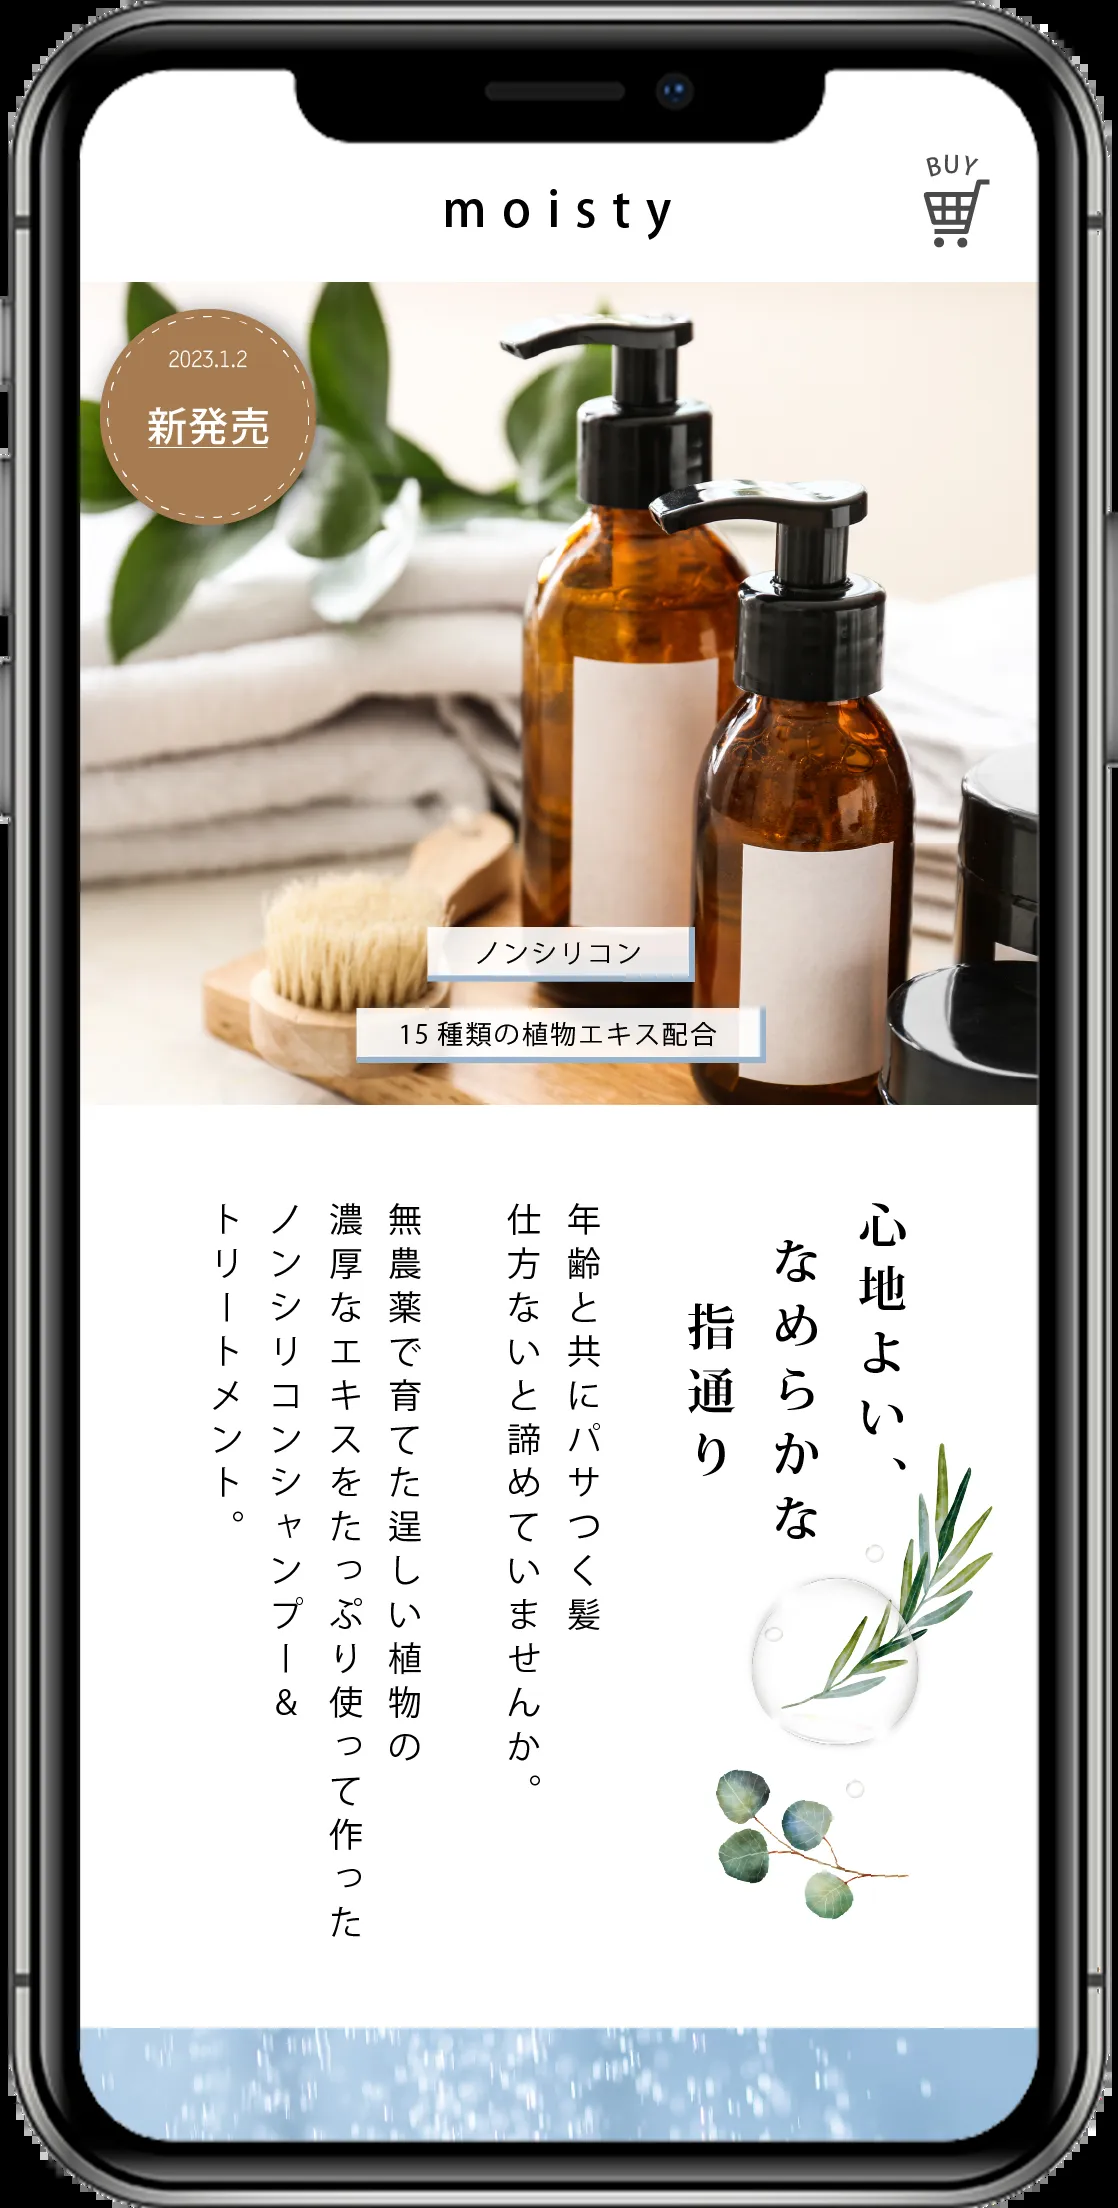 BUY
moisty
2023.1.2
新発売
ノンシリコン
15種類の植物エキス配合
心地よい、
なめらかな
指通り
年齢と共にパサつく髪
仕方ないと諦めていませんか。
無農薬で育てた逞しい植物の
濃厚なエキスをたっぷり使って作った
ノンシリコンシャンプー&
トリートメント。